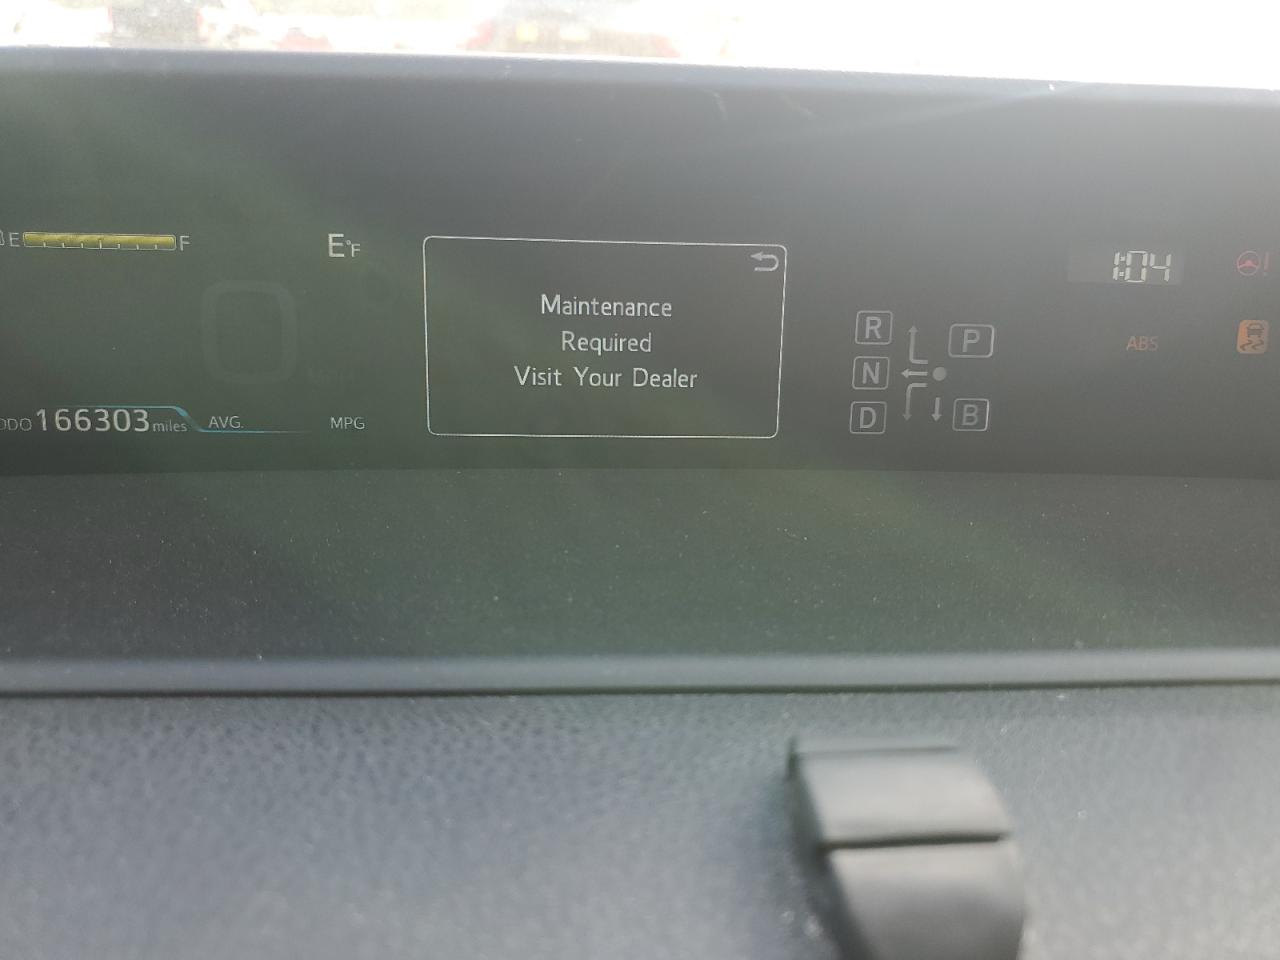 E F
E°F
Maintenance
Required
Visit Your Dealer
ODO 166303 miles
AVG.
MPG
R
P
N
D
B
1:04
!
ABS